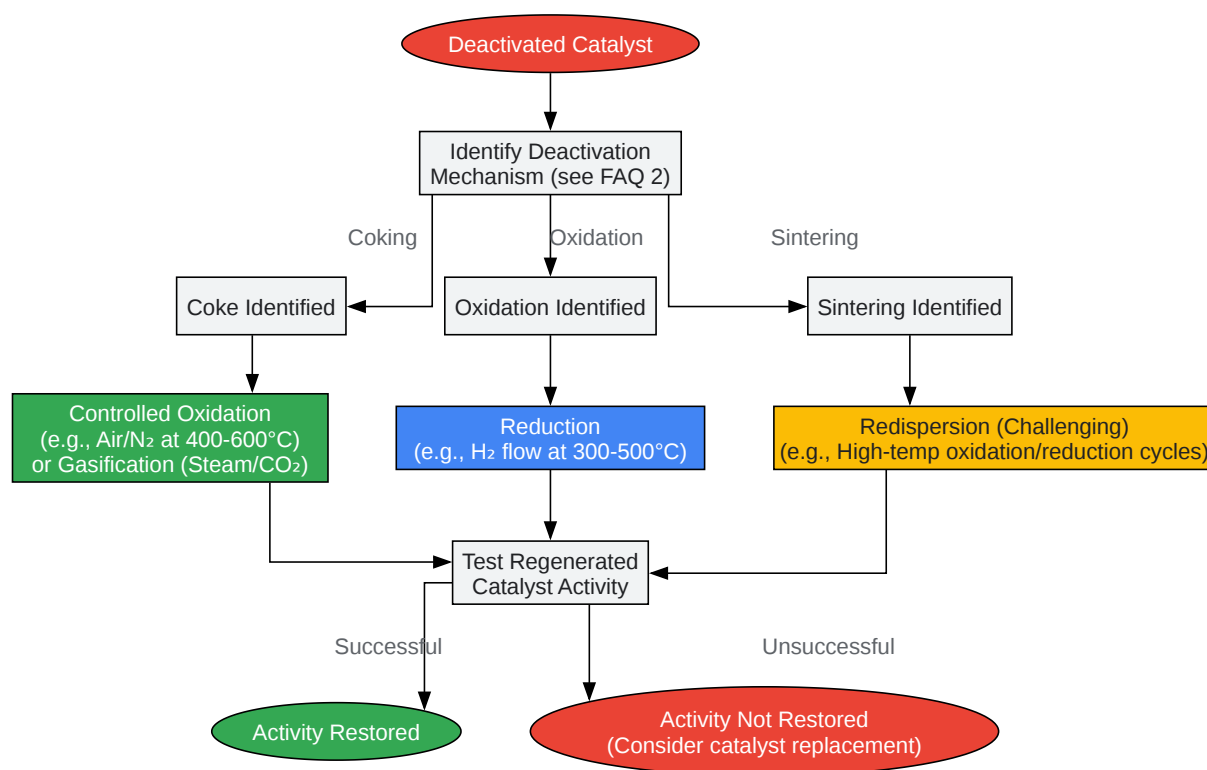 Deactivated Catalyst
Identify Deactivation
Mechanism (see FAQ 2)
Coking
Oxidation
Sintering
Coke Identified
Oxidation Identified
Sintering Identified
Controlled Oxidation
(e.g., Air/N₂ at 400-600°C)
or Gasification (Steam/CO₂)
Reduction
(e.g., H₂ flow at 300-500°C)
Redispersion (Challenging)
(e.g., High-temp oxidation/reduction cycles)
Test Regenerated
Catalyst Activity
Successful
Unsuccessful
Activity Restored
Activity Not Restored
(Consider catalyst replacement)